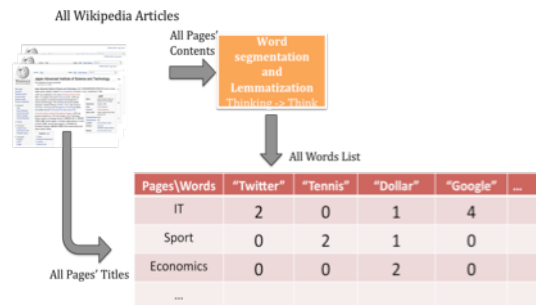 All Wikipedia Articles
All Pages'
Contents
Word
segmentation
and
Lemmatization
Thinking -> Think
All Words List
Pages\Words "Twitter" "Tennis" "Dollar" "Google" ...
IT 2 0 1 4
Sport 0 2 1 0
Economics 0 0 2 0
...
All Pages' Titles